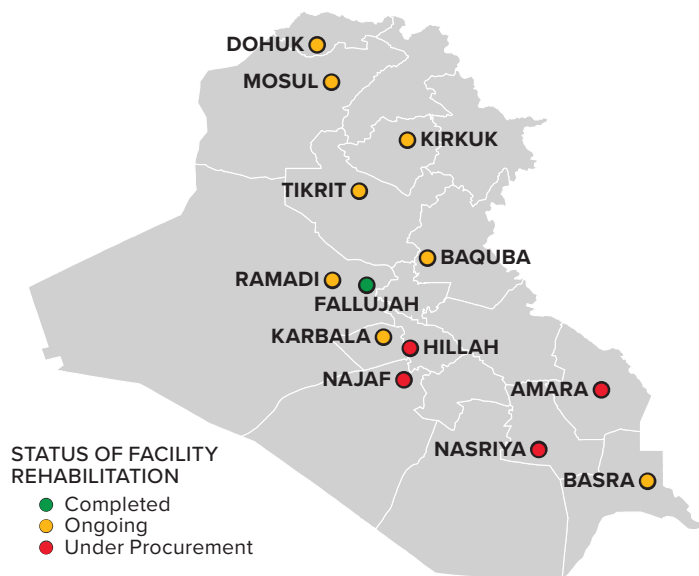 DOHUK
MOSUL
KIRKUK
TIKRIT
BAQUBA
RAMADI
FALLUJAH
KARBALA
HILLAH
NAJAF
AMARA
NASRIYA
BASRA
STATUS OF FACILITY
REHABILITATION
Completed
Ongoing
Under Procurement